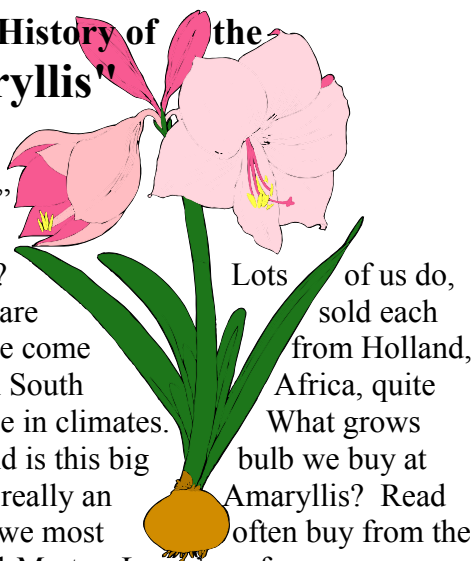 History of the
ryllis"
”
? Lots of us do,
are sold each
e come from Holland,
South Africa, quite
e in climates. What grows
d is this big bulb we buy at
really an Amaryllis? Read
we most often buy from the